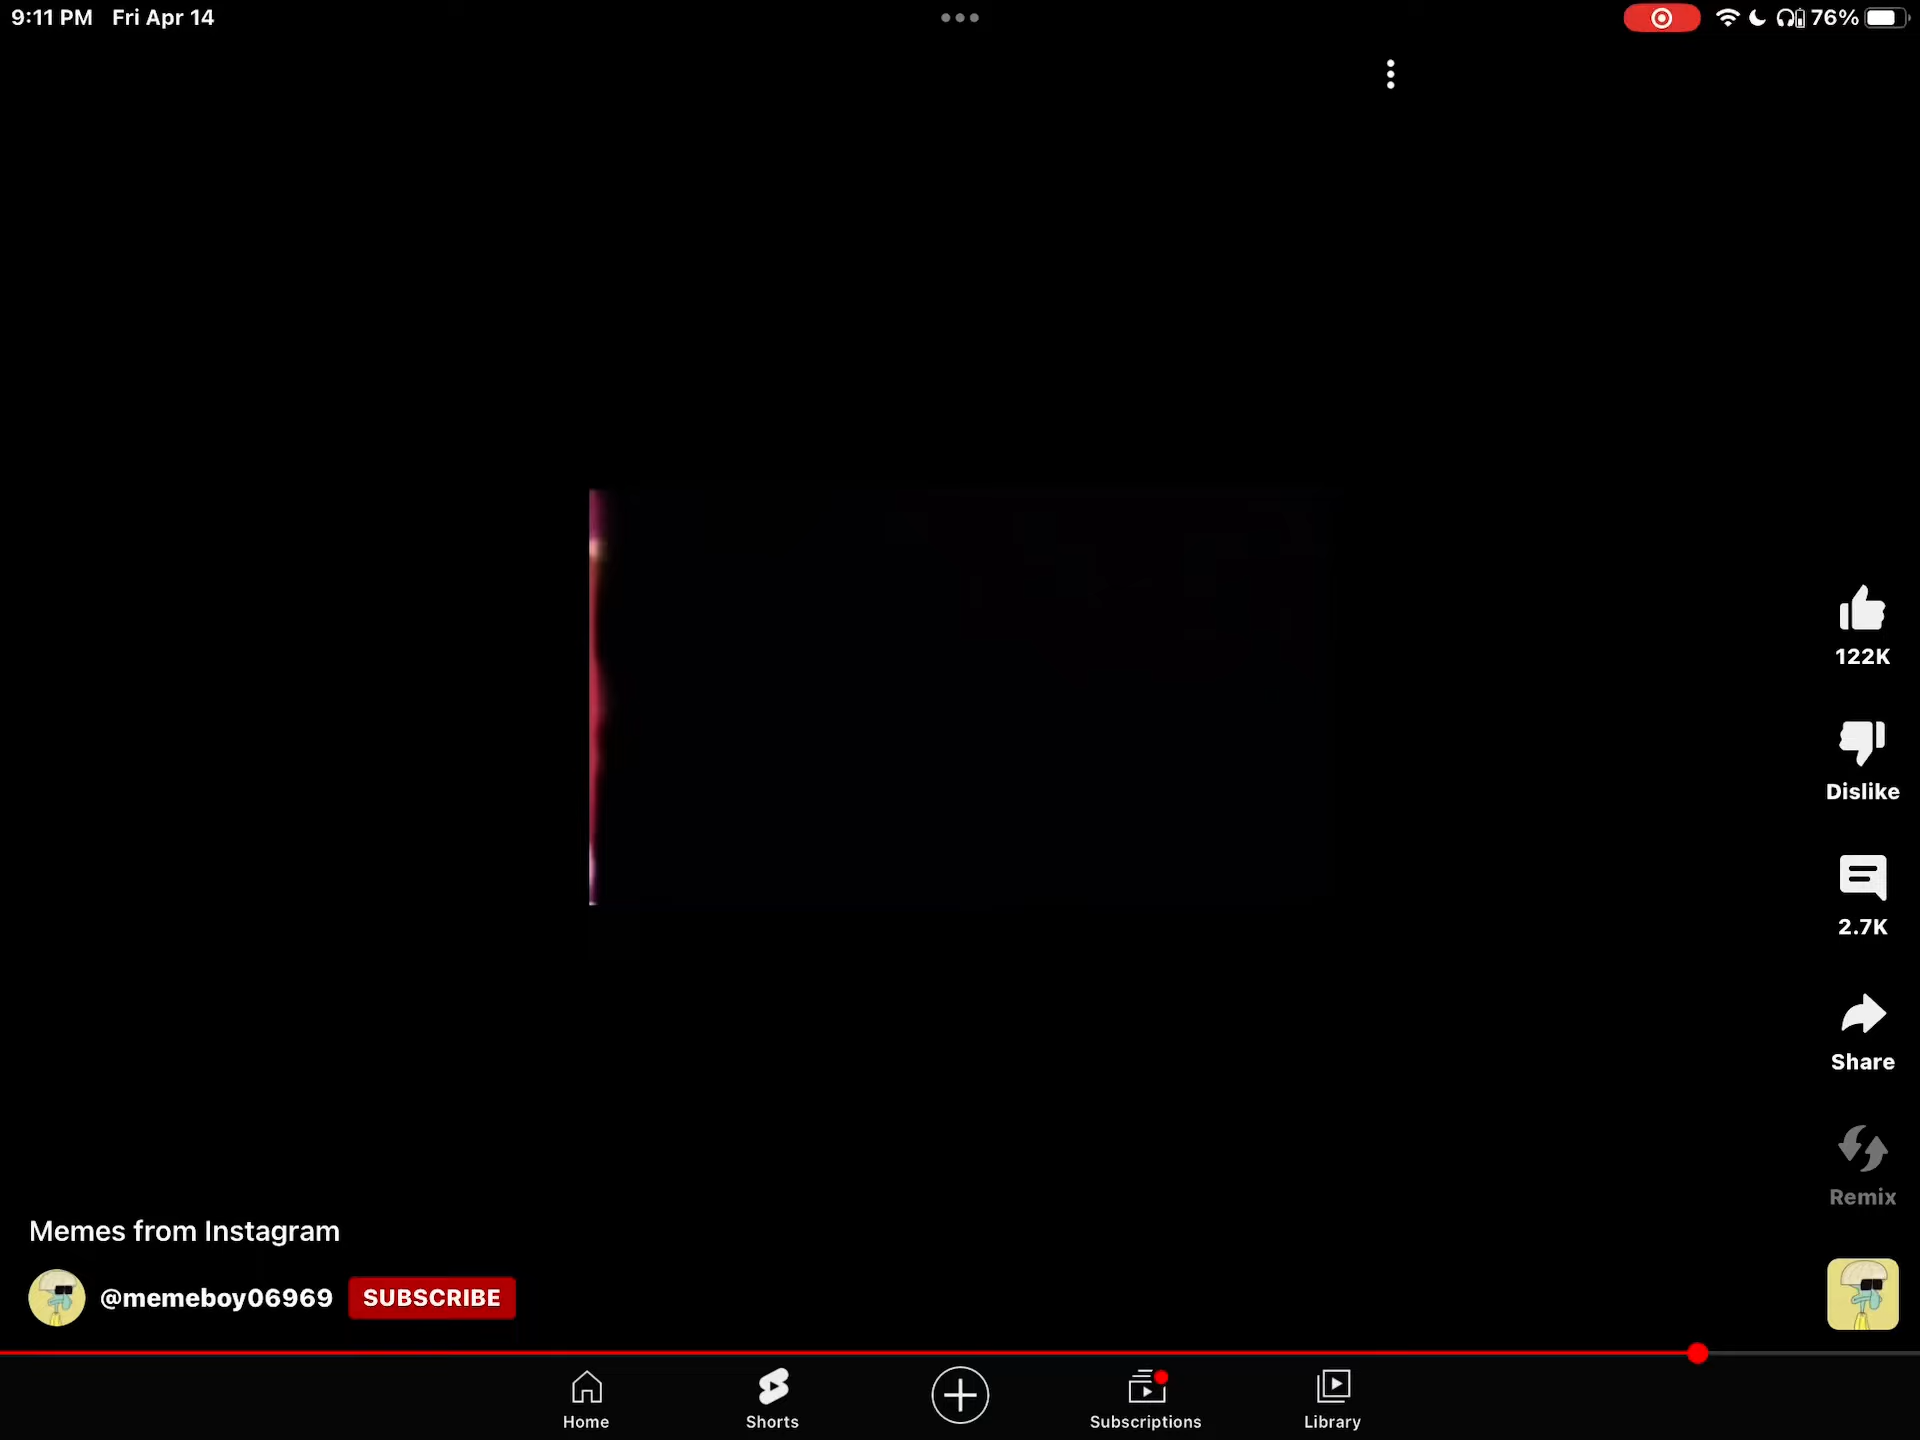 9:11 PM Fri Apr 14
76%
122K
Dislike
2.7K
Share
Remix
Memes from Instagram
@memeboy06969 SUBSCRIBE
Home Shorts Subscriptions Library